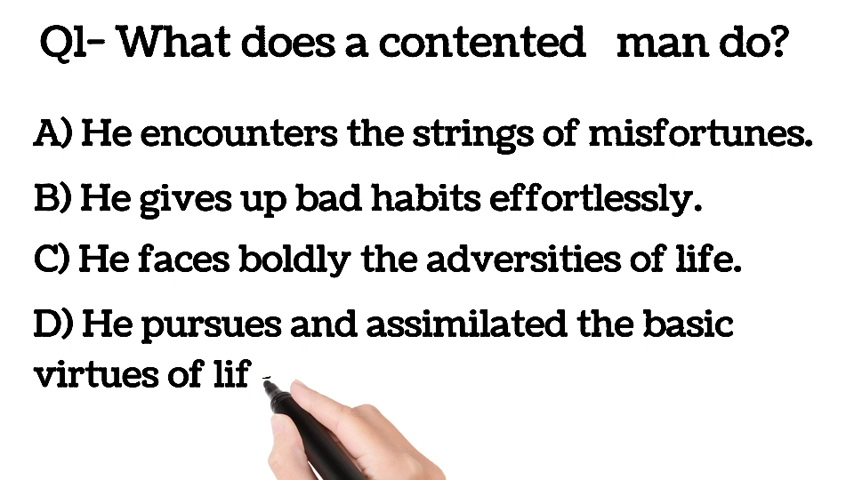 Q1- What does a contented man do?
A) He encounters the strings of misfortunes.
B) He gives up bad habits effortlessly.
C) He faces boldly the adversities of life.
D) He pursues and assimilated the basic
virtues of lif